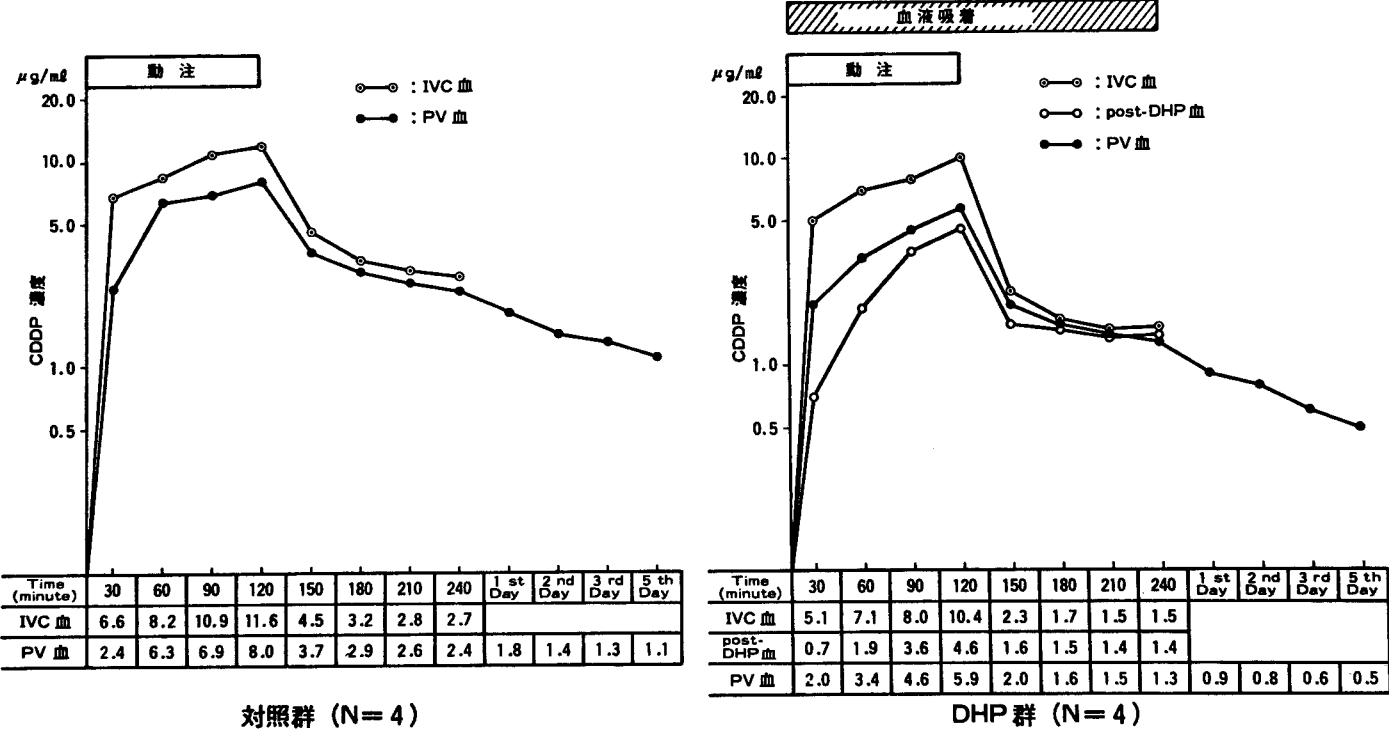 動注
μg/ml
20.0
10.0
5.0
1.0
0.5
CDDP 濃度
: IVC 血
: PV 血
Time (minute) 30 60 90 120 150 180 210 240 1 st Day 2 nd Day 3 rd Day 5 th Day
IVC 血 6.6 8.2 10.9 11.6 4.5 3.2 2.8 2.7
PV 血 2.4 6.3 6.9 8.0 3.7 2.9 2.6 2.4 1.8 1.4 1.3 1.1
対照群 (N=4)
血液吸着
動注
μg/ml
20.0
10.0
5.0
1.0
0.5
CDDP 濃度
: IVC 血
: post-DHP 血
: PV 血
Time (minute) 30 60 90 120 150 180 210 240 1 st Day 2 nd Day 3 rd Day 5 th Day
IVC 血 5.1 7.1 8.0 10.4 2.3 1.7 1.5 1.5
post-DHP 血 0.7 1.9 3.6 4.6 1.6 1.5 1.4 1.4
PV 血 2.0 3.4 4.6 5.9 2.0 1.6 1.5 1.3 0.9 0.8 0.6 0.5
DHP 群 (N=4)